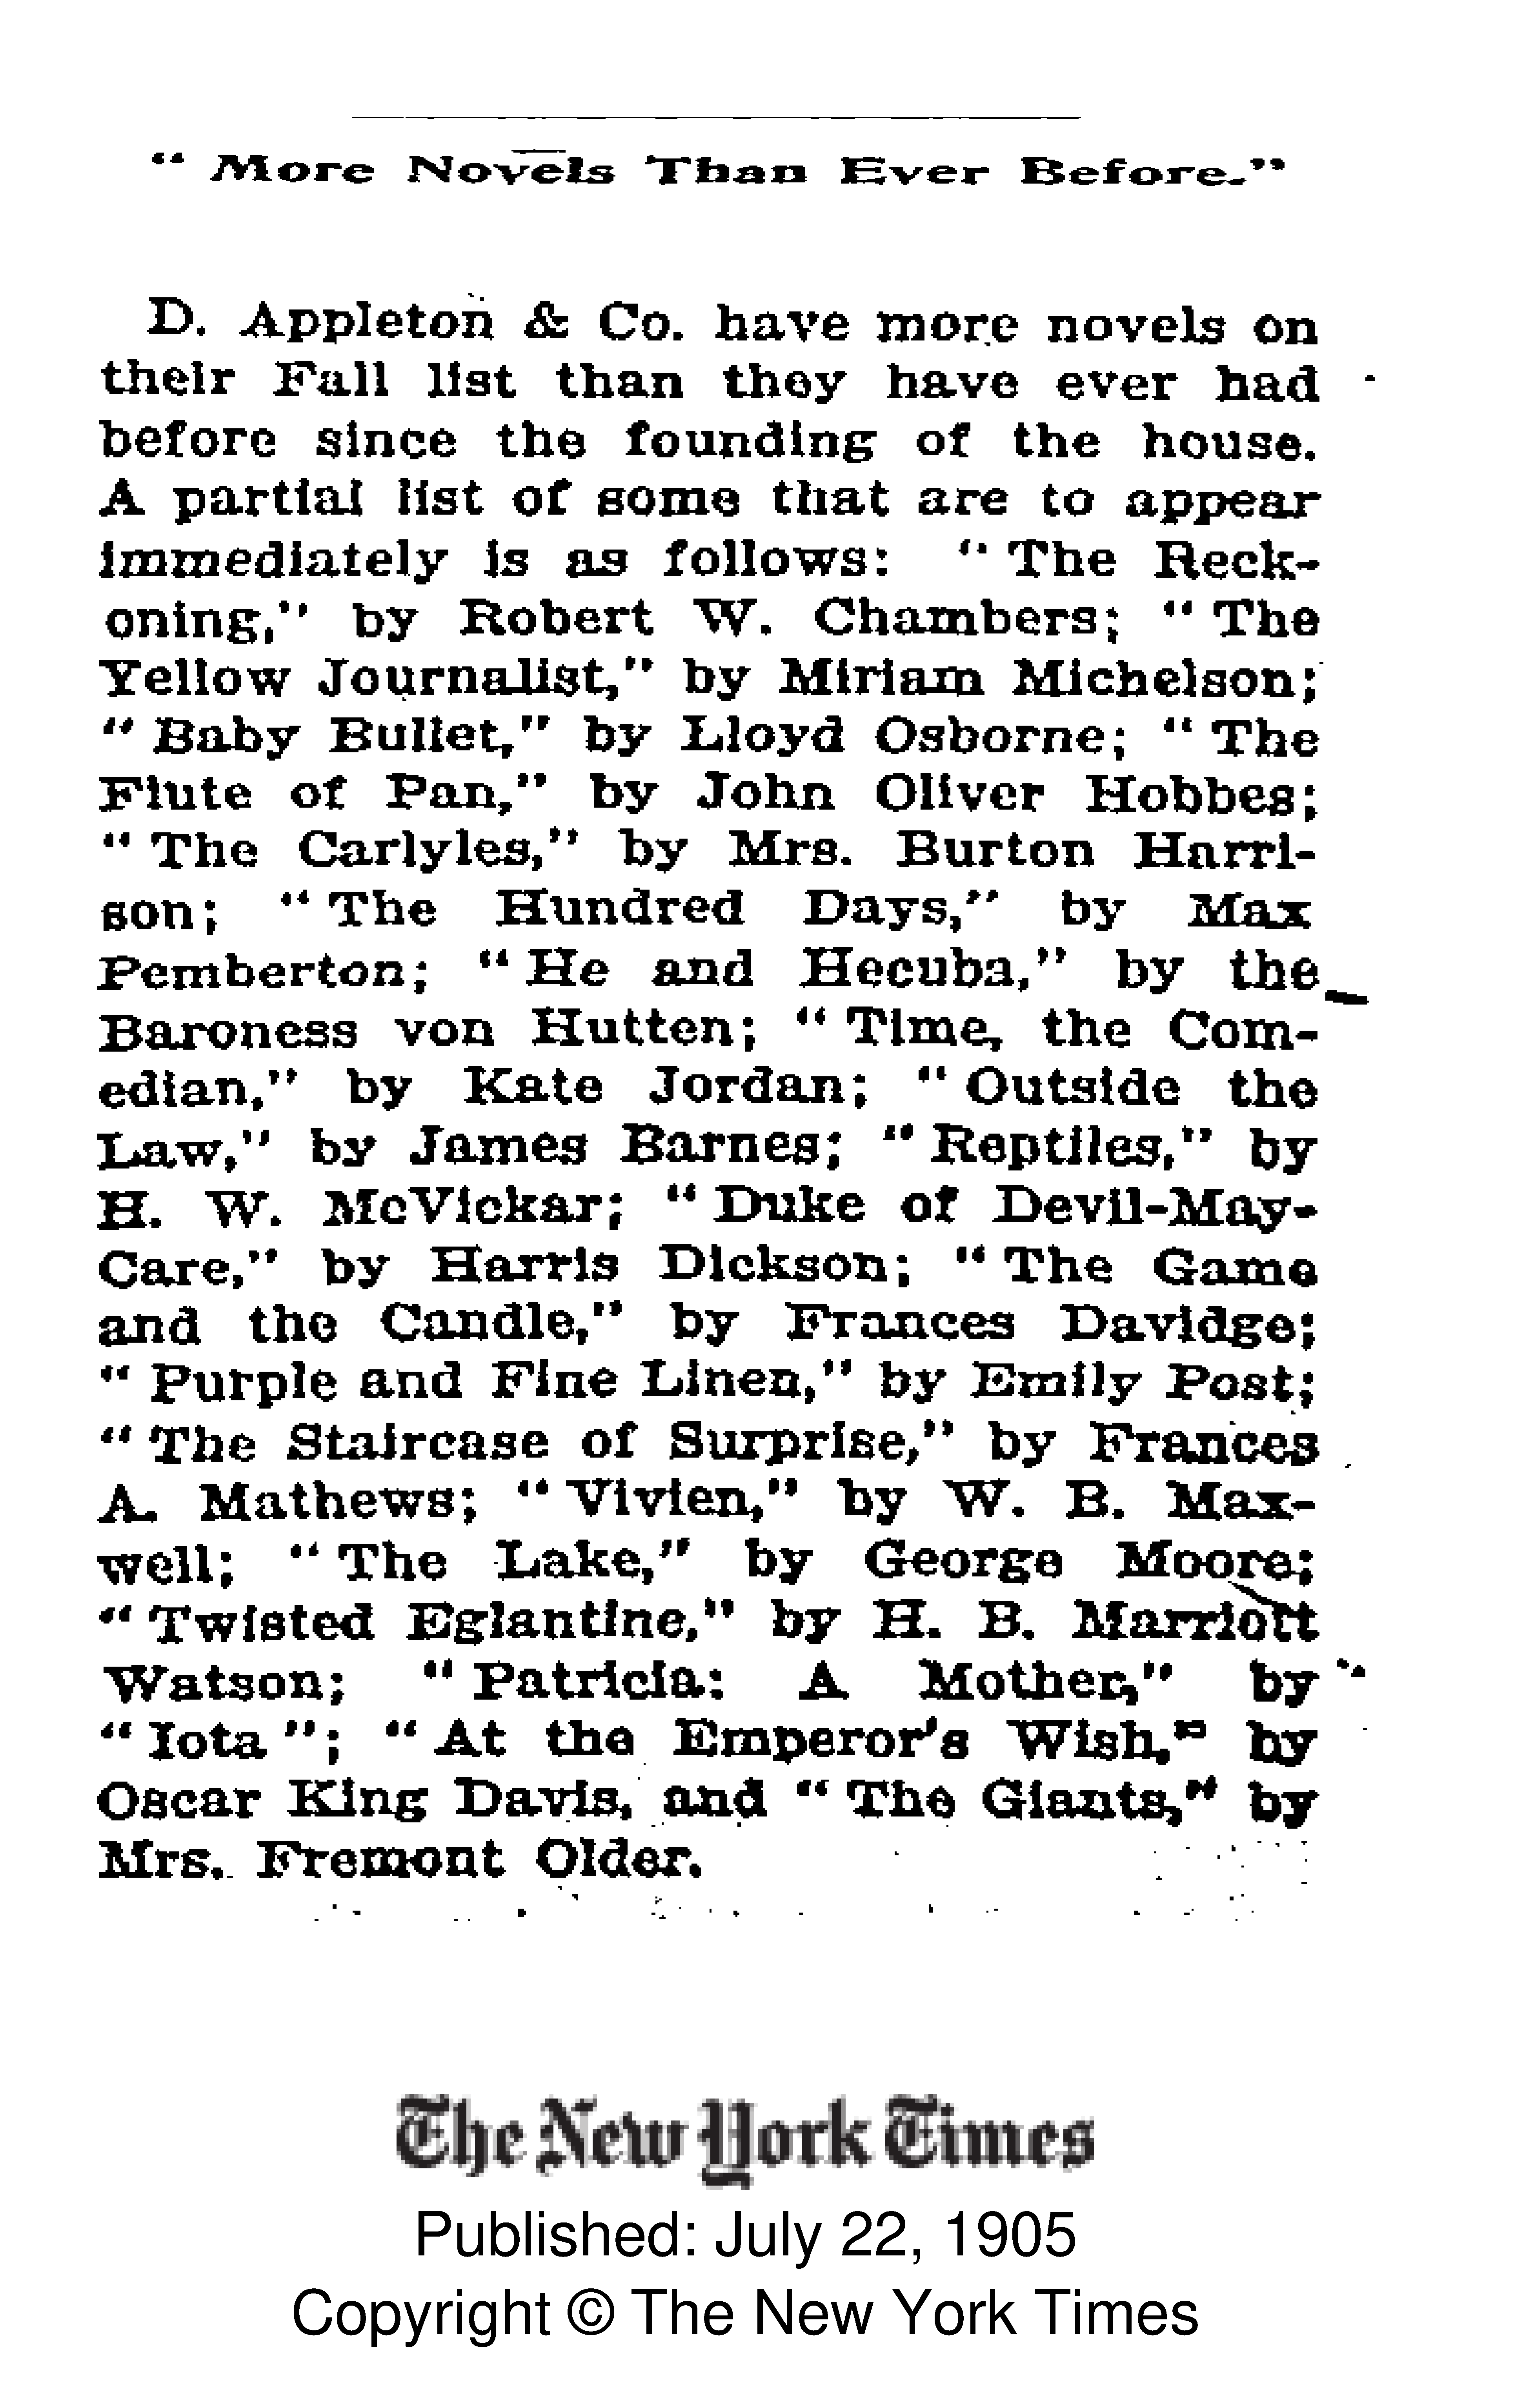 " More Novels Than Ever Before."
D. Appleton & Co. have more novels on
their Fall list than they have ever had
before since the founding of the house.
A partial list of some that are to appear
immediately is as follows: "The Reck-
oning," by Robert W. Chambers; "The
Yellow Journalist," by Miriam Michelson;
"Baby Bullet," by Lloyd Osborne; "The
Flute of Pan," by John Oliver Hobbes;
"The Carlyles," by Mrs. Burton Harri-
son; "The Hundred Days," by Max
Pemberton; "He and Hecuba," by the
Baroness von Hutten; "Time, the Com-
edian," by Kate Jordan; "Outside the
Law," by James Barnes; "Reptiles," by
H. W. McVickar; "Duke of Devil-May-
Care," by Harris Dickson; "The Game
and the Candle," by Frances Davidge;
"Purple and Fine Linen," by Emily Post;
"The Staircase of Surprise," by Frances
A. Mathews; "Vivien," by W. B. Max-
well; "The Lake," by George Moore;
"Twisted Eglantine," by H. B. Marriott
Watson; "Patricia: A Mother," by
"Iota"; "At the Emperor's Wish," by
Oscar King Davis, and "The Giants," by
Mrs. Fremont Older.
The New York Times
Published: July 22, 1905
Copyright © The New York Times